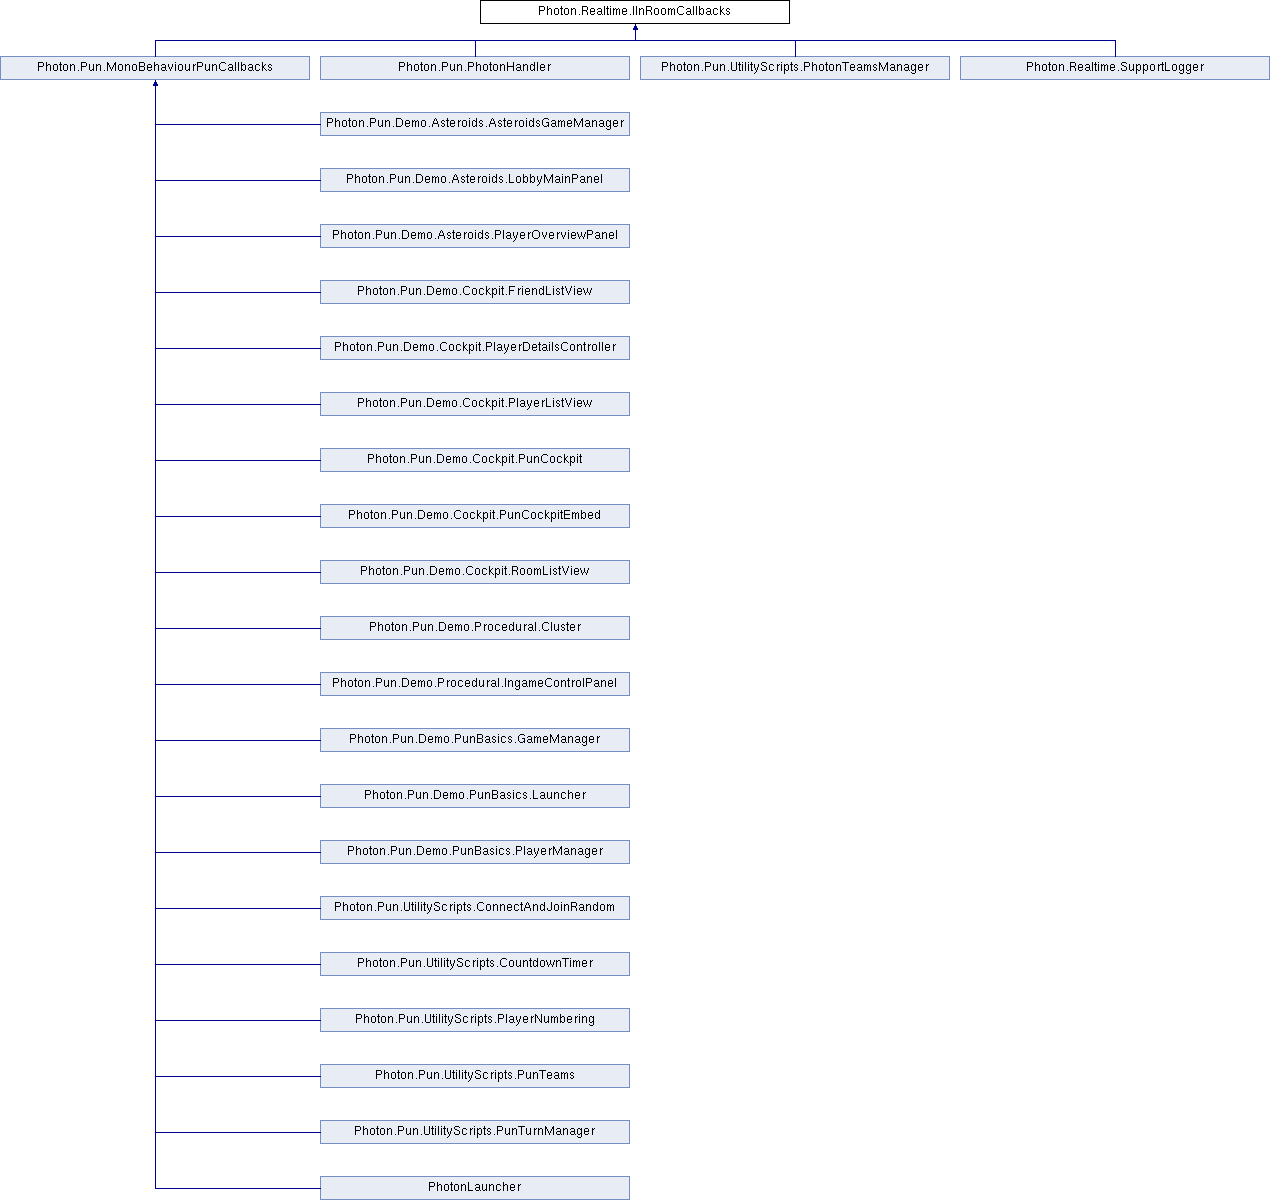 Photon.Realtime.IInRoomCallbacks
Photon.Pun.MonoBehaviourPunCallbacks
Photon.Pun.PhotonHandler
Photon.Pun.UtilityScripts.PhotonTeamsManager
Photon.Realtime.SupportLogger
Photon.Pun.Demo.Asteroids.AsteroidsGameManager
Photon.Pun.Demo.Asteroids.LobbyMainPanel
Photon.Pun.Demo.Asteroids.PlayerOverviewPanel
Photon.Pun.Demo.Cockpit.FriendListView
Photon.Pun.Demo.Cockpit.PlayerDetailsController
Photon.Pun.Demo.Cockpit.PlayerListView
Photon.Pun.Demo.Cockpit.PunCockpit
Photon.Pun.Demo.Cockpit.PunCockpitEmbed
Photon.Pun.Demo.Cockpit.RoomListView
Photon.Pun.Demo.Procedural.Cluster
Photon.Pun.Demo.Procedural.IngameControlPanel
Photon.Pun.Demo.PunBasics.GameManager
Photon.Pun.Demo.PunBasics.Launcher
Photon.Pun.Demo.PunBasics.PlayerManager
Photon.Pun.UtilityScripts.ConnectAndJoinRandom
Photon.Pun.UtilityScripts.CountdownTimer
Photon.Pun.UtilityScripts.PlayerNumbering
Photon.Pun.UtilityScripts.PunTeams
Photon.Pun.UtilityScripts.PunTurnManager
PhotonLauncher